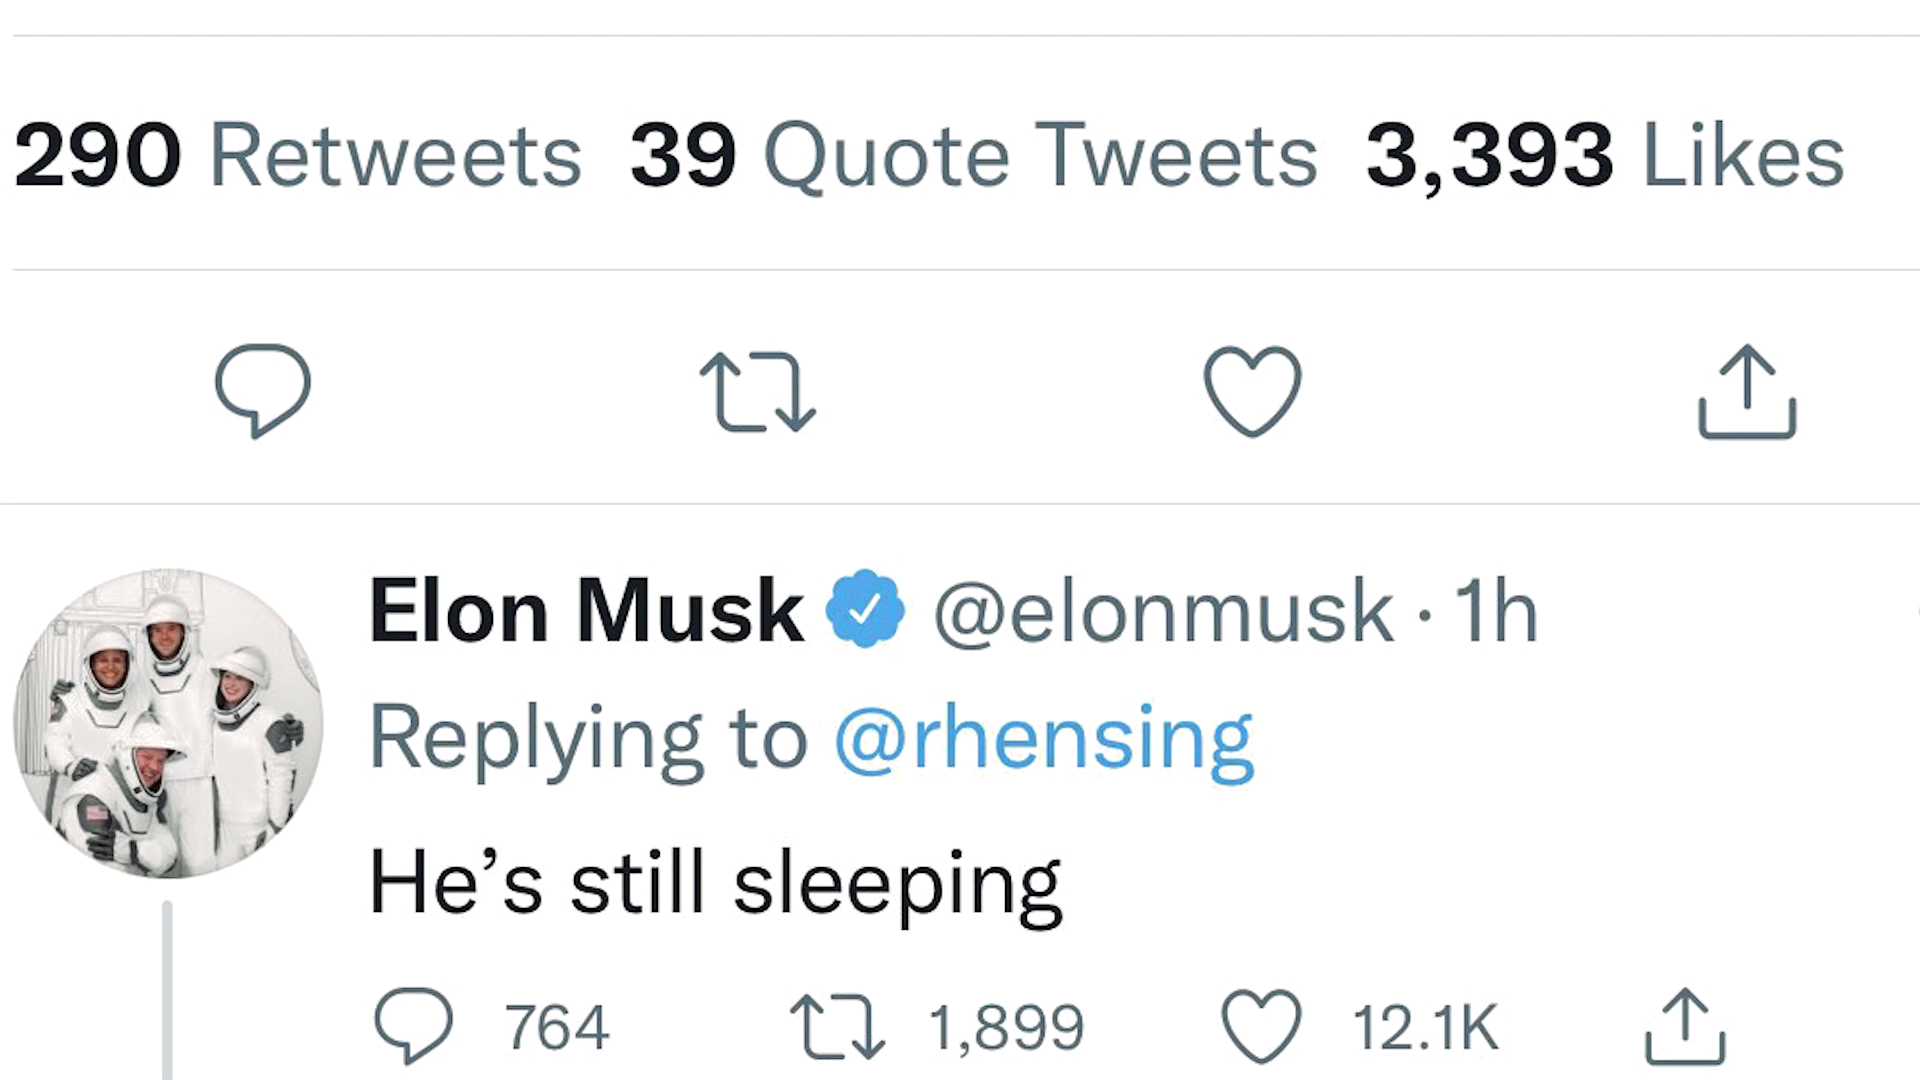 290 Retweets 39 Quote Tweets 3,393 Likes
Elon Musk @elonmusk · 1h
Replying to @rhensing
He’s still sleeping
764 1,899 12.1K